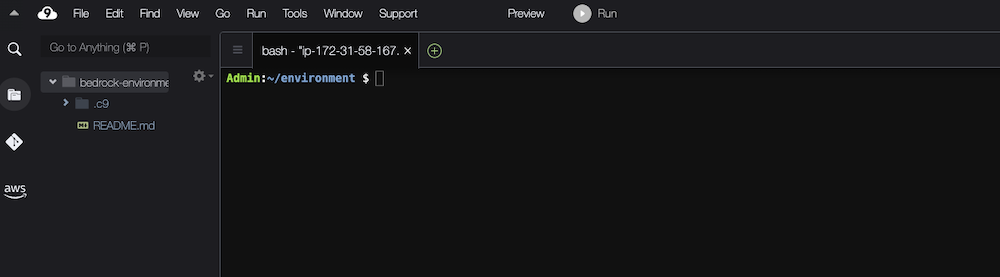 9 File Edit Find View Go Run Tools Window Support Preview Run
Go to Anything (⌘ P)
bash - "ip-172-31-58-167.
bedrock-environme
Admin:~/environment $
.c9
README.md
aws